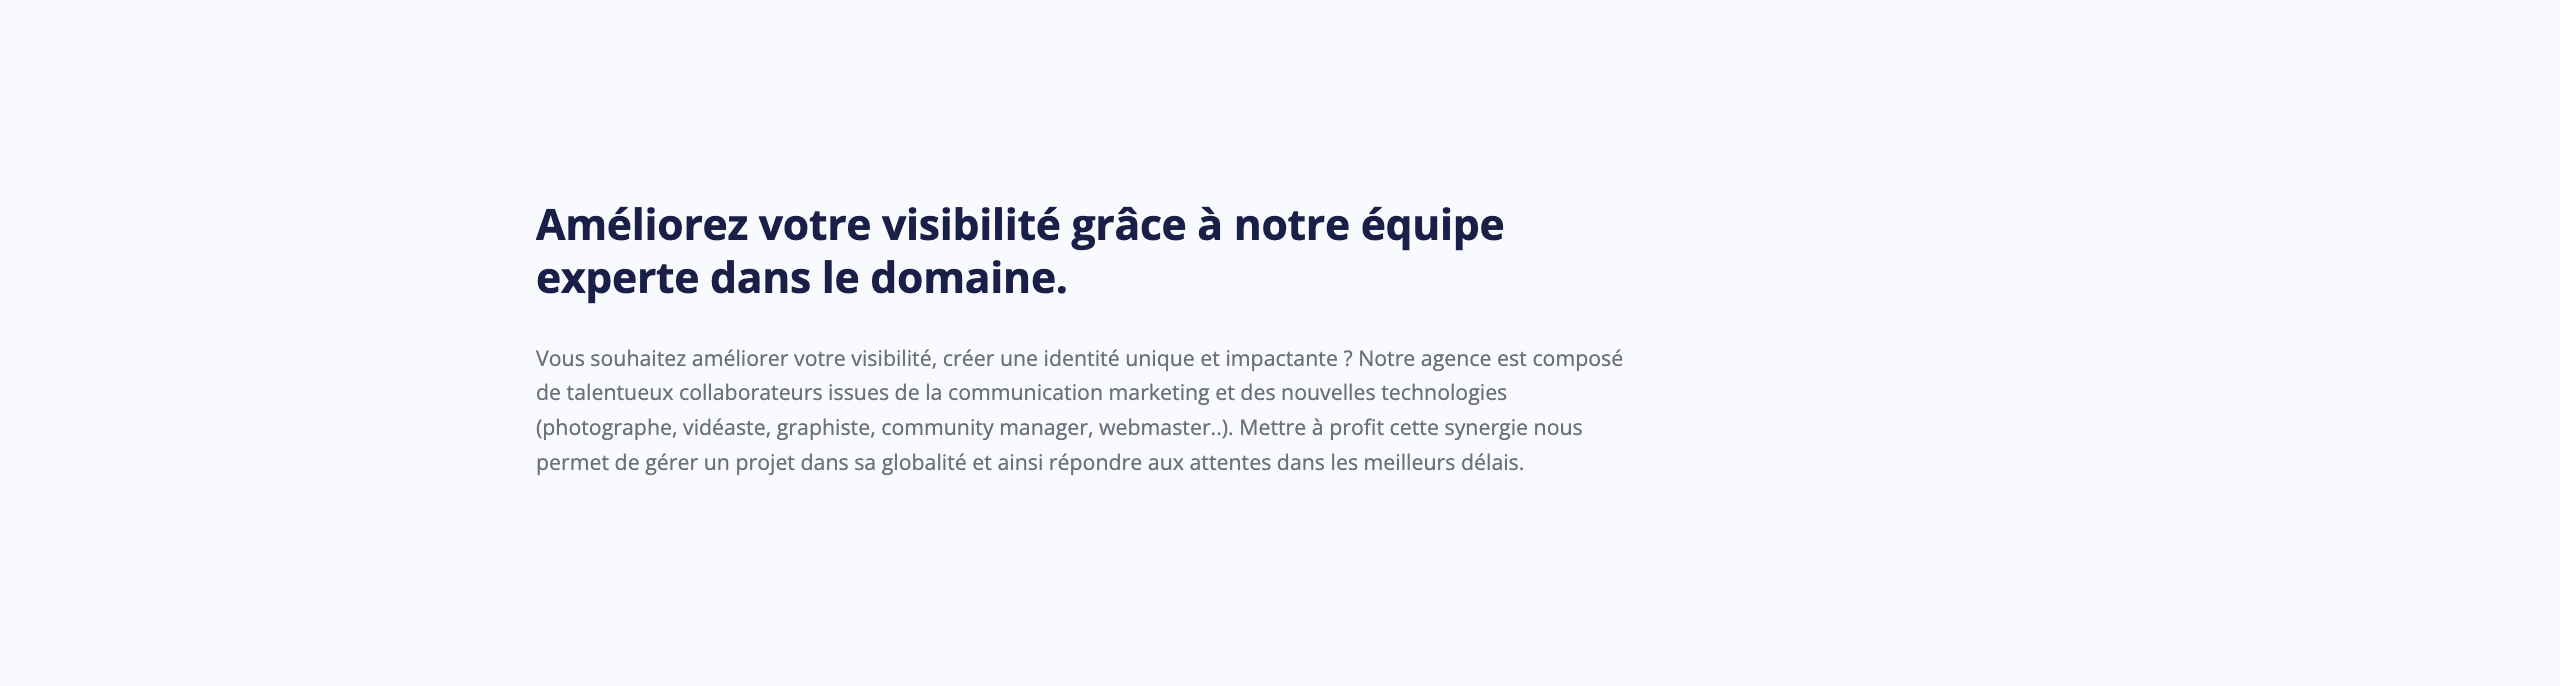 Améliorez votre visibilité grâce à notre équipe
experte dans le domaine.
Vous souhaitez améliorer votre visibilité, créer une identité unique et impactante ? Notre agence est composé
de talentueux collaborateurs issues de la communication marketing et des nouvelles technologies
(photographe, vidéaste, graphiste, community manager, webmaster..). Mettre à profit cette synergie nous
permet de gérer un projet dans sa globalité et ainsi répondre aux attentes dans les meilleurs délais.